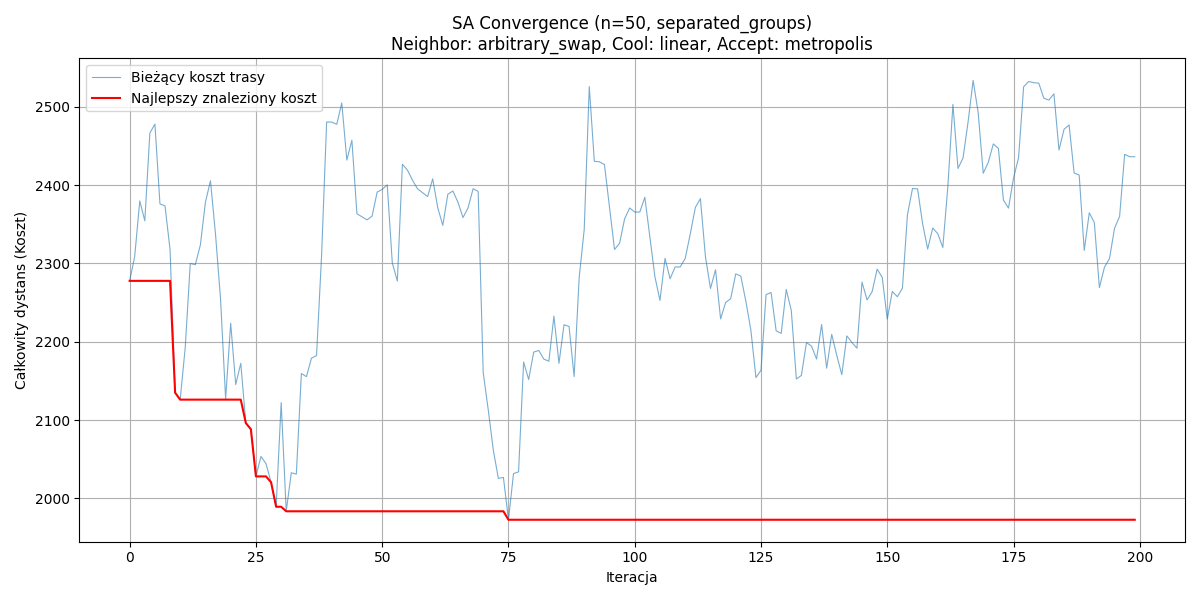 SA Convergence (n=50, separated_groups)
Neighbor: arbitrary_swap, Cool: linear, Accept: metropolis
Bieżący koszt trasy
Najlepszy znaleziony koszt
Całkowity dystans (Koszt)
2500
2400
2300
2200
2100
2000
0 25 50 75 100 125 150 175 200
Iteracja